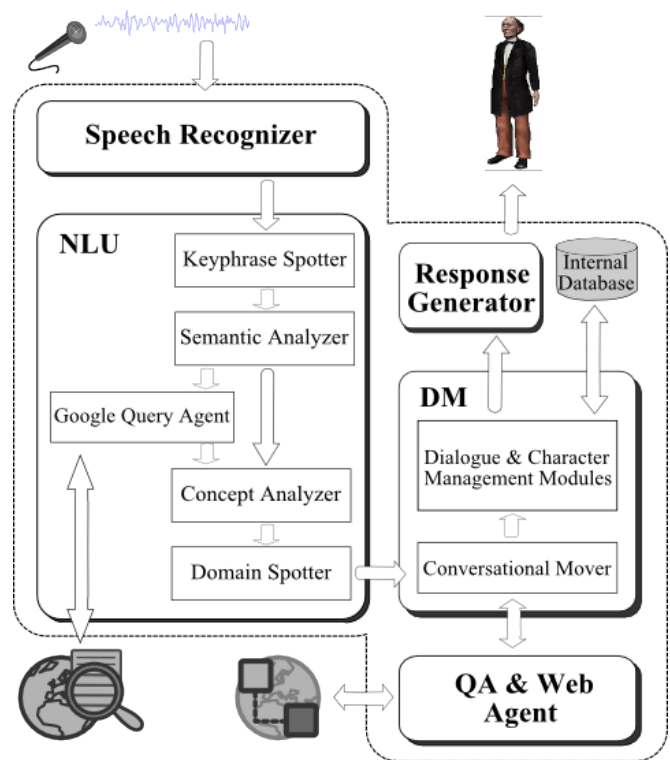 Speech Recognizer
NLU
Keyphrase Spotter
Semantic Analyzer
Google Query Agent
Concept Analyzer
Domain Spotter
Response
Generator
Internal
Database
DM
Dialogue & Character
Management Modules
Conversational Mover
QA & Web
Agent